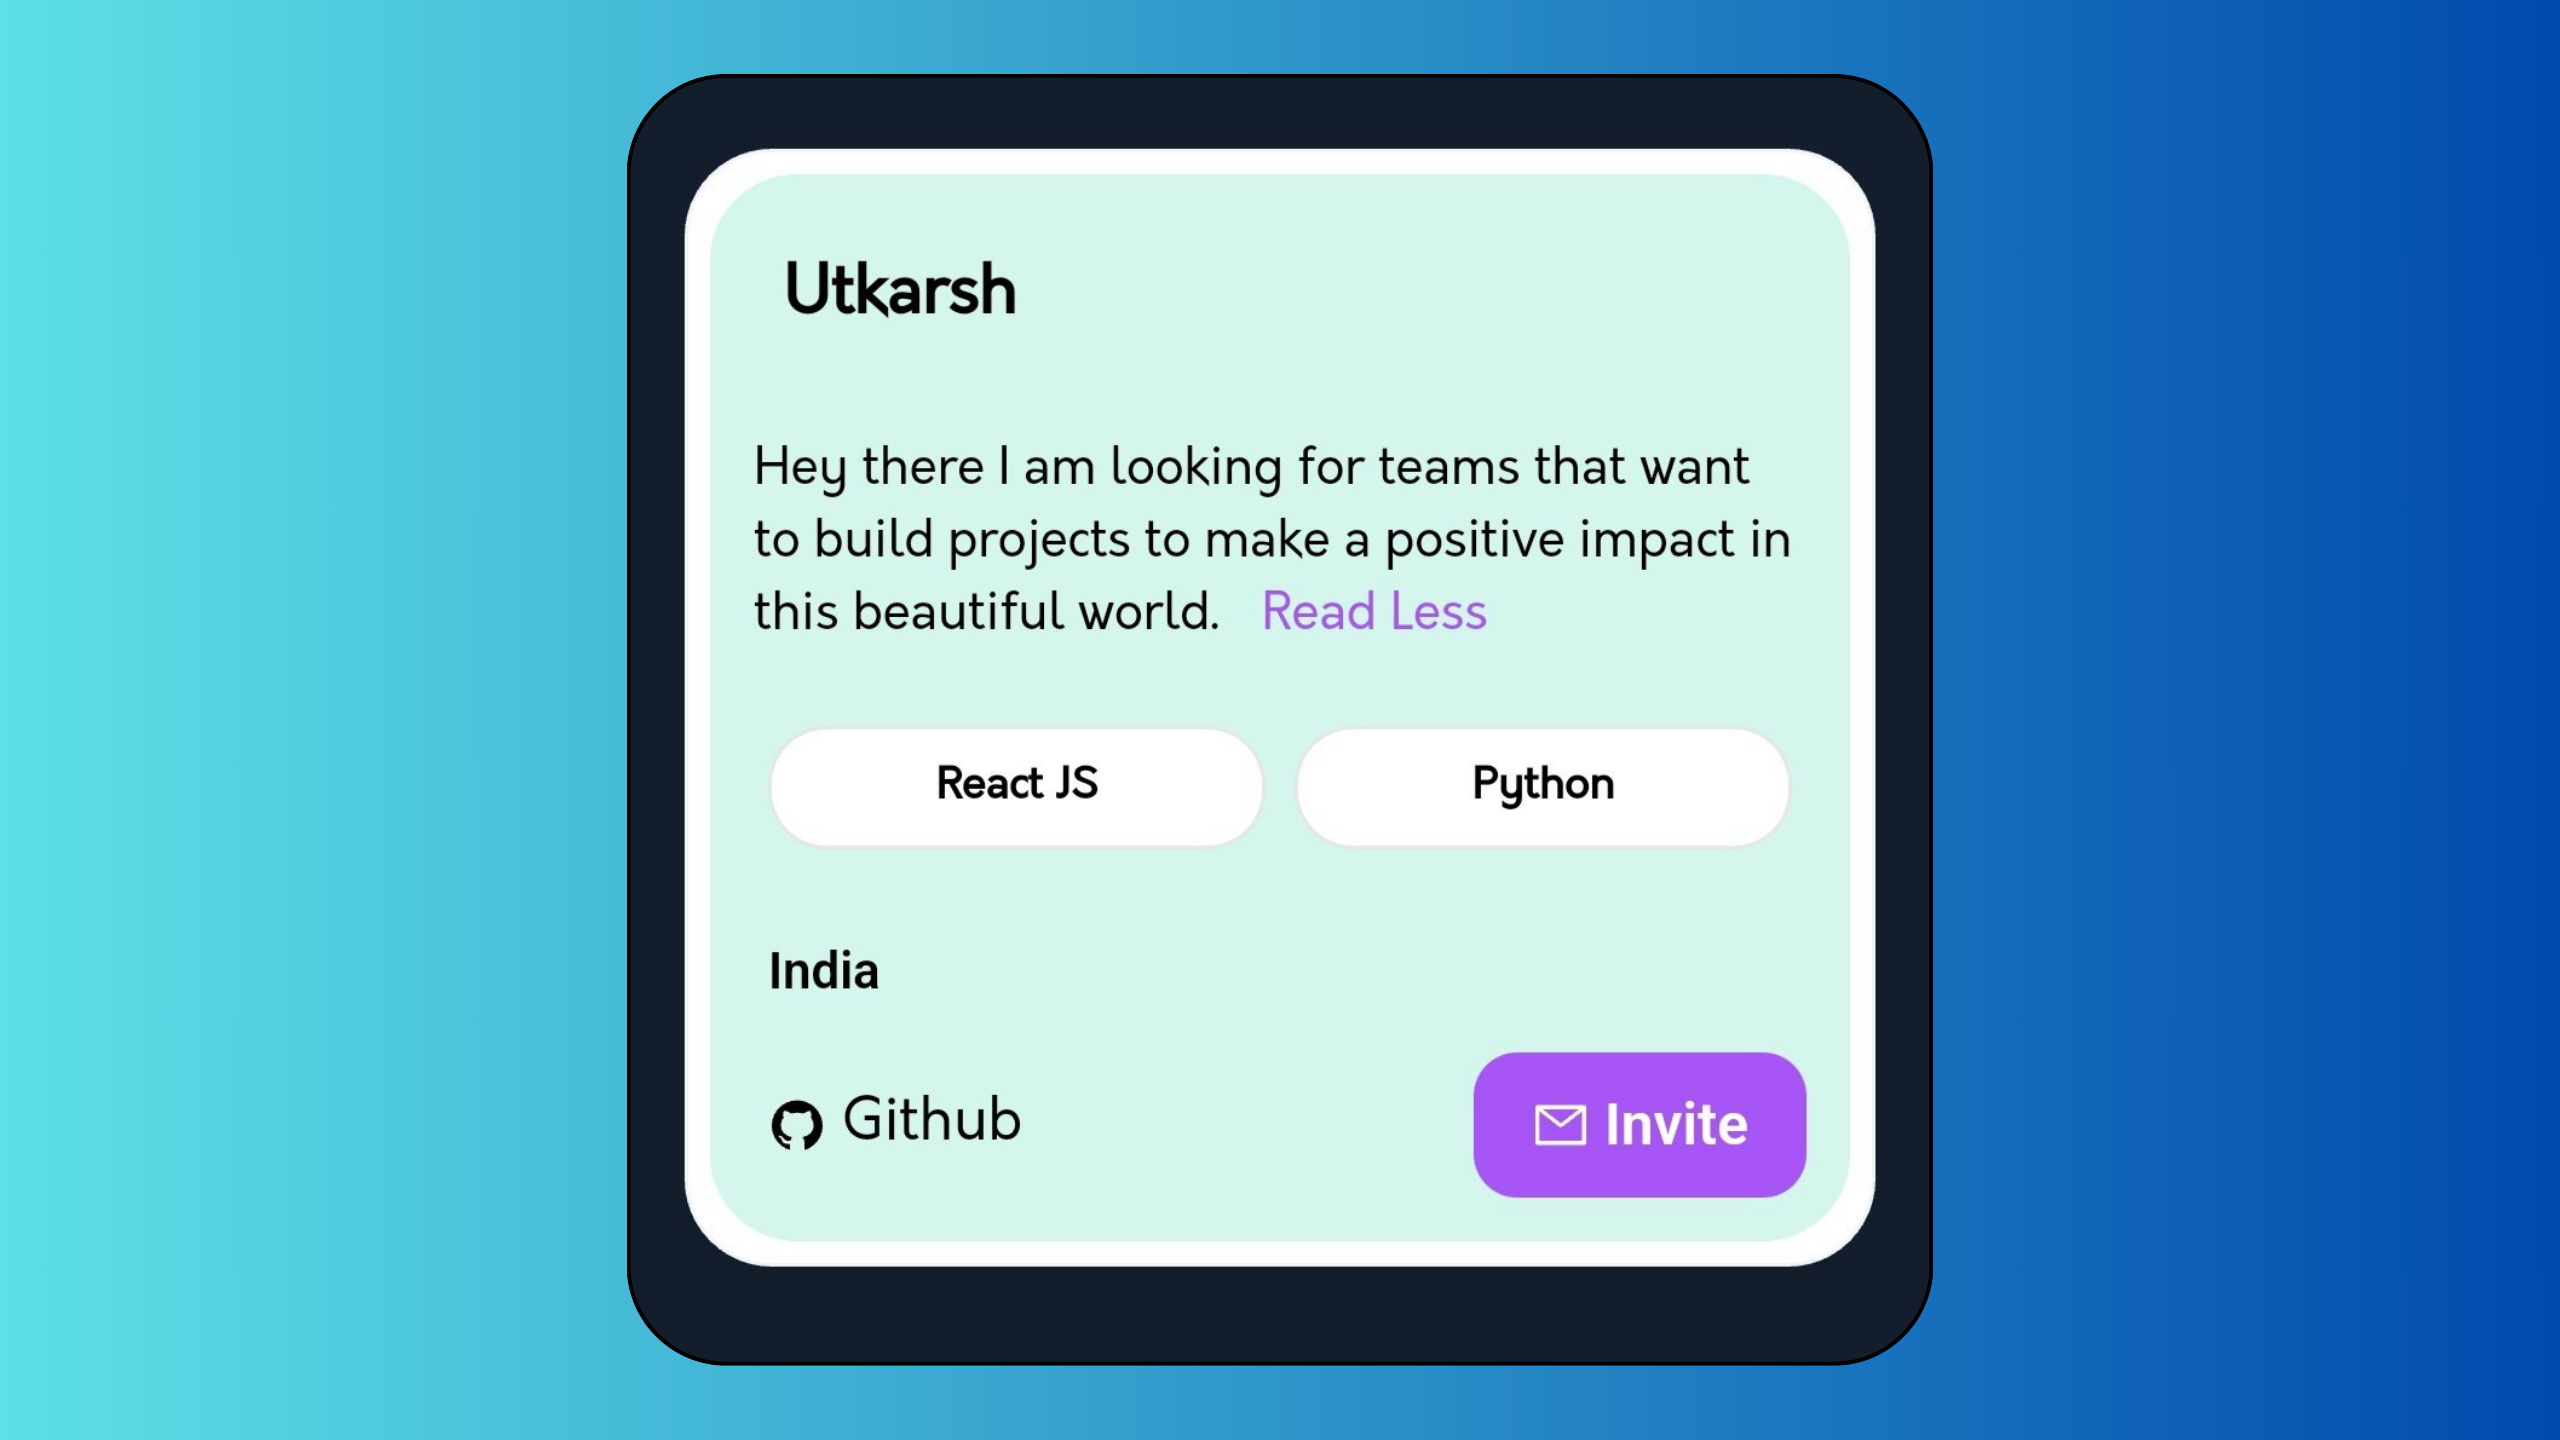 Utkarsh
Hey there I am looking for teams that want
to build projects to make a positive impact in
this beautiful world. Read Less
React JS
Python
India
Github
Invite